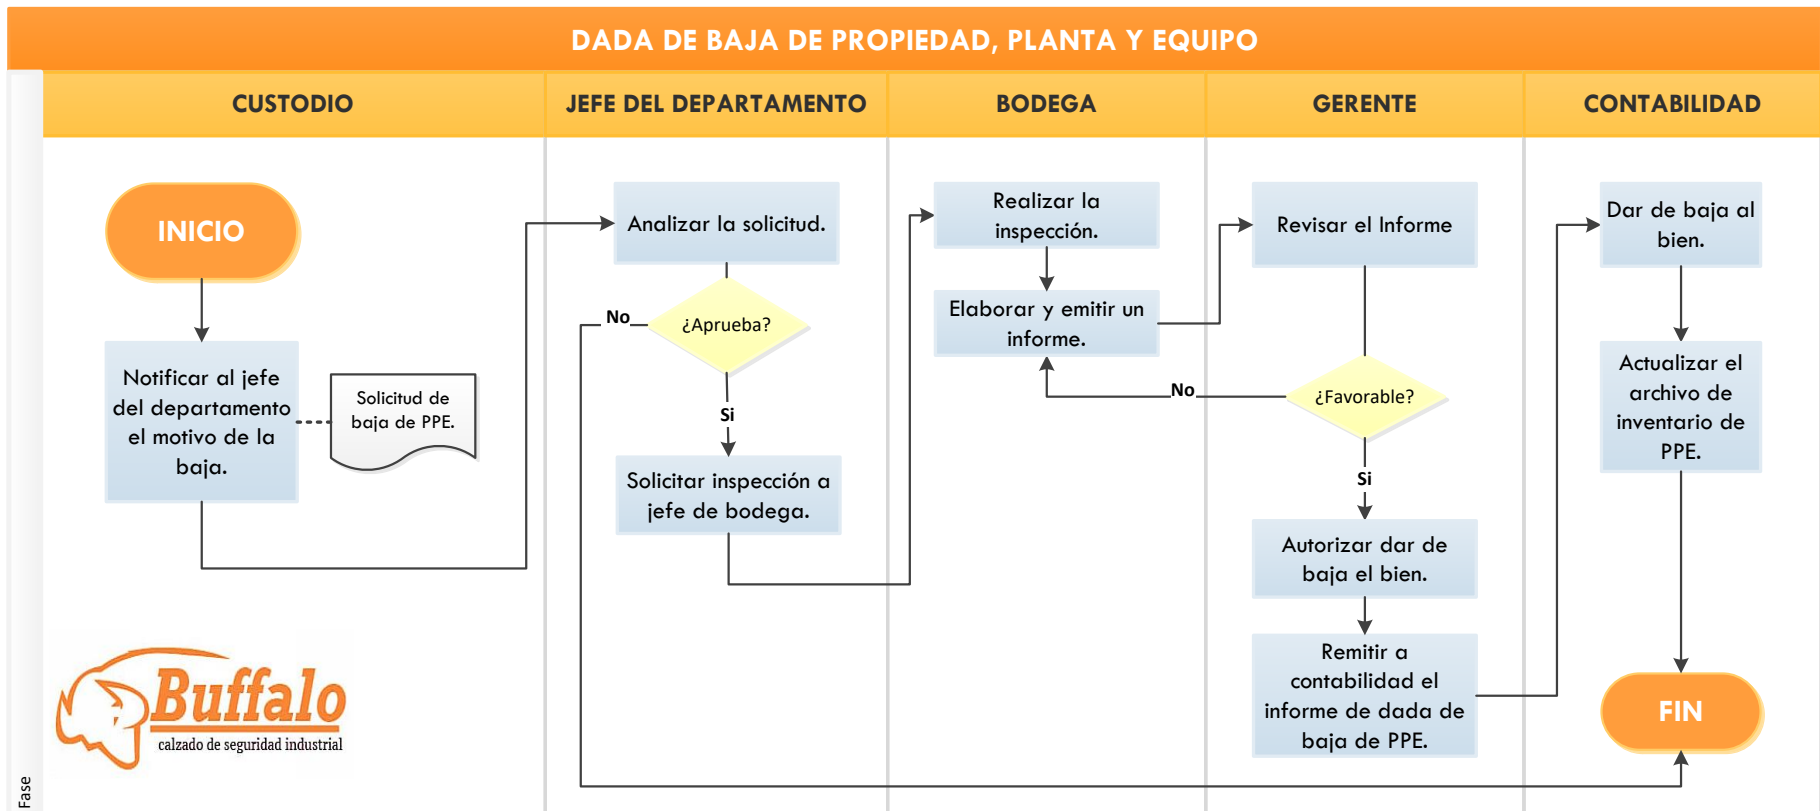 DADA DE BAJA DE PROPIEDAD, PLANTA Y EQUIPO
CUSTODIO
JEFE DEL DEPARTAMENTO
BODEGA
GERENTE
CONTABILIDAD
INICIO
Notificar al jefe
del departamento
el motivo de la
baja.
Solicitud de
baja de PPE.
Analizar la solicitud.
¿Aprueba?
No
Si
Solicitar inspección a
jefe de bodega.
Realizar la
inspección.
Elaborar y emitir un
informe.
Revisar el Informe
¿Favorable?
No
Si
Autorizar dar de
baja el bien.
Remitir a
contabilidad el
informe de dada de
baja de PPE.
Dar de baja al
bien.
Actualizar el
archivo de
inventario de
PPE.
FIN
Buffalo
calzado de seguridad industrial
Fase